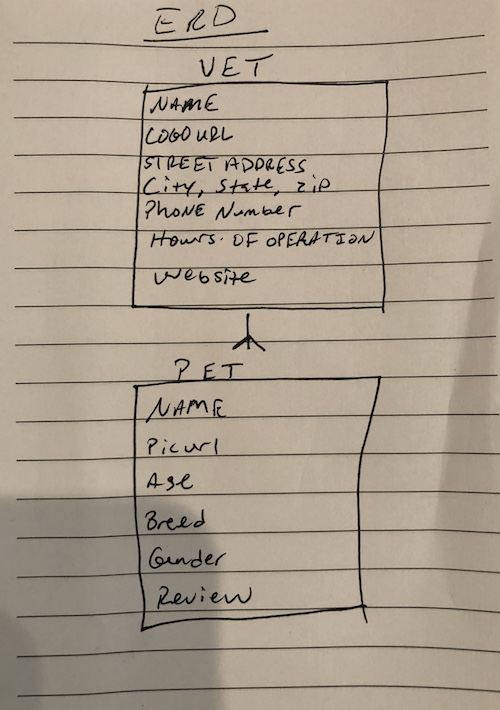 ERD
VET
NAME
LOGO URL
STREET ADDRESS
City, State, zip
PHONE Number
Hours. OF OPERATION
Website
PET
NAME
Picurl
Age
Breed
Gender
Review